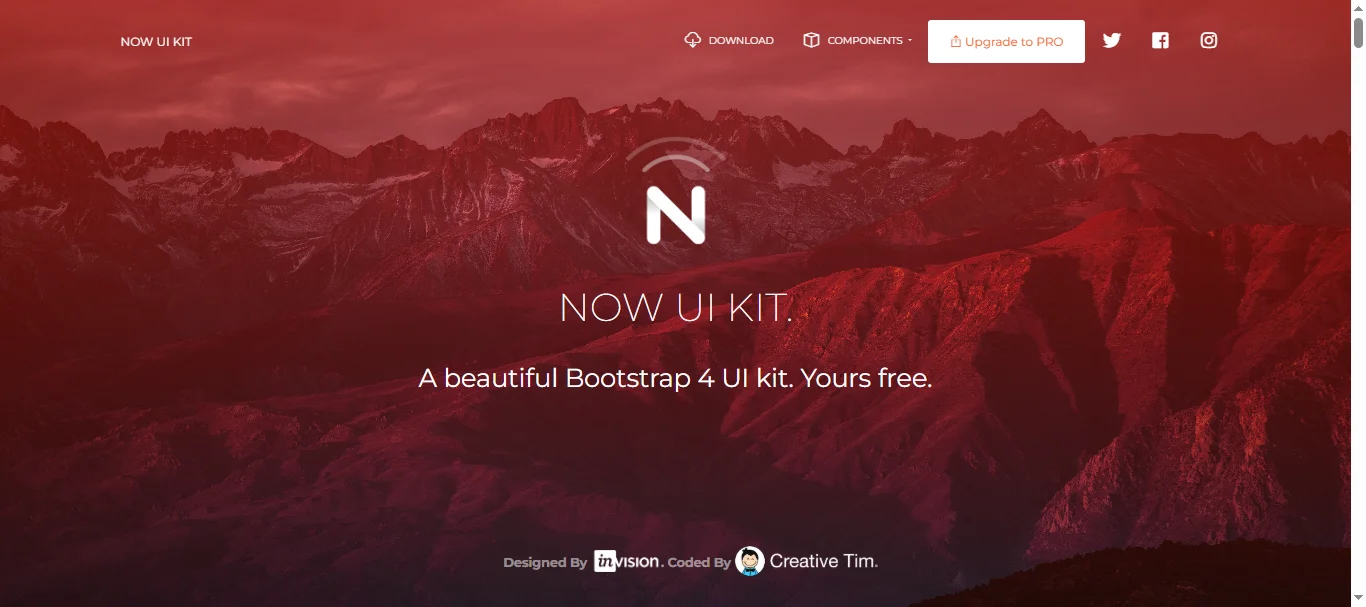 NOW UI KIT
DOWNLOAD
COMPONENTS
Upgrade to PRO
N
NOW UI KIT.
A beautiful Bootstrap 4 UI kit. Yours free.
Designed By invision. Coded By Creative Tim.